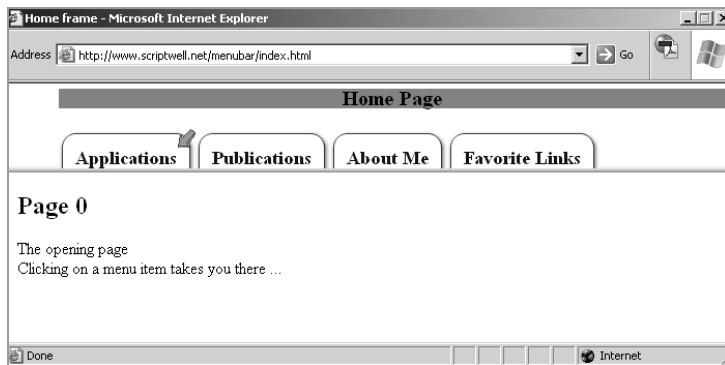 Home frame - Microsoft Internet Explorer
Address http://www.scriptwell.net/menubar/index.html Go
Home Page
Applications Publications About Me Favorite Links
Page 0
The opening page
Clicking on a menu item takes you there ...
Done Internet